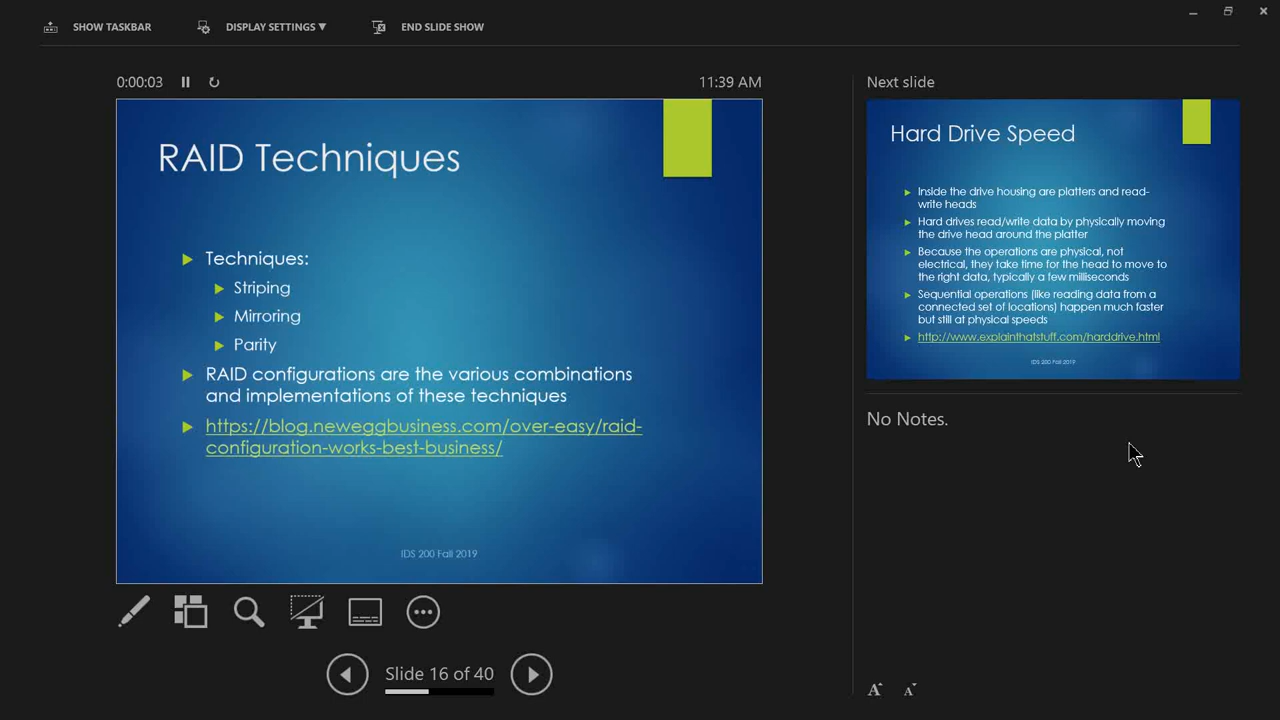 SHOW TASKBAR
DISPLAY SETTINGS ▼
END SLIDE SHOW
0:00:03
11:39 AM
RAID Techniques
Techniques:
Striping
Mirroring
Parity
RAID configurations are the various combinations
and implementations of these techniques
https://blog.neweggbusiness.com/over-easy/raid-
configuration-works-best-business/
IDS 200 Fall 2019
Slide 16 of 40
Next slide
Hard Drive Speed
Inside the drive housing are platters and read-
write heads
Hard drives read/write data by physically moving
the drive head around the platter
Because the operations are physical, not
electrical, they take time for the head to move to
the right data, typically a few milliseconds
Sequential operations (like reading data from a
connected set of locations) happen much faster
but still at physical speeds
http://www.explainthatstuff.com/harddrive.html
IDS 200 Fall 2019
No Notes.
A A